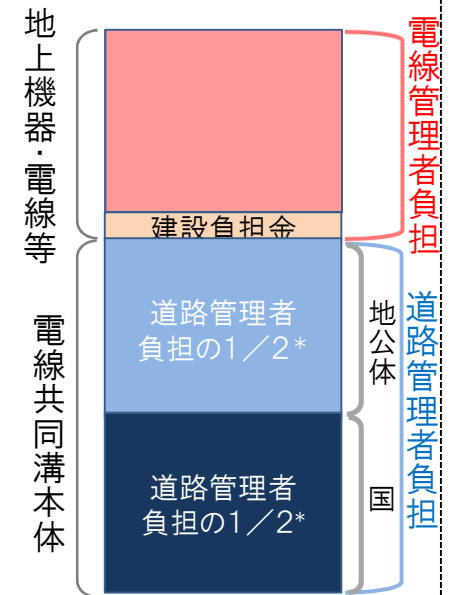 地上機器・電線等
電線管理者負担
建設負担金
道路管理者
負担の1／2*
地公体
道路管理者負担
電線共同溝本体
道路管理者
負担の1／2*
国